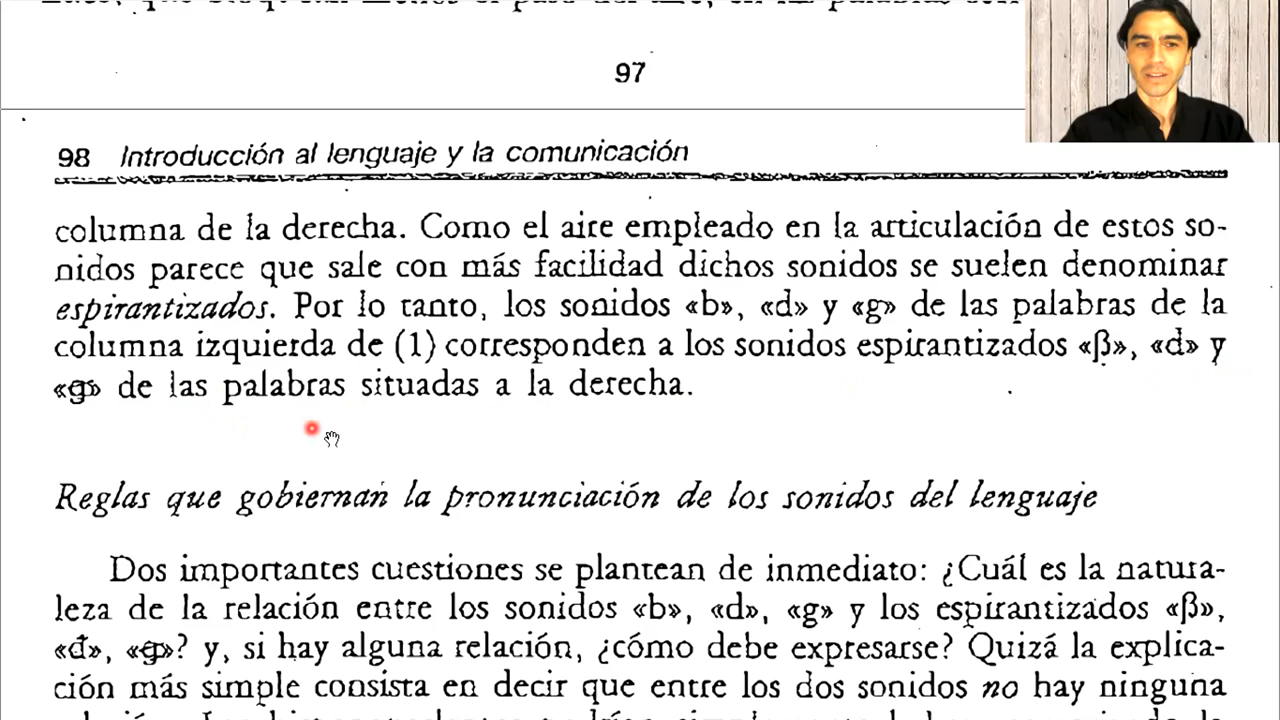 97
98 Introducción al lenguaje y la comunicación
columna de la derecha. Como el aire empleado en la articulación de estos so-
nidos parece que sale con más facilidad dichos sonidos se suelen denominar
espirantizados. Por lo tanto, los sonidos «b», «d» y «g» de las palabras de la
columna izquierda de (1) corresponden a los sonidos espirantizados «β», «đ» y
«g» de las palabras situadas a la derecha.
Reglas que gobiernan la pronunciación de los sonidos del lenguaje
Dos importantes cuestiones se plantean de inmediato: ¿Cuál es la natura-
leza de la relación entre los sonidos «b», «d», «g» y los espirantizados «β»,
«đ», «g»? y, si hay alguna relación, ¿cómo debe expresarse? Quizá la explica-
ción más simple consista en decir que entre los dos sonidos no hay ninguna